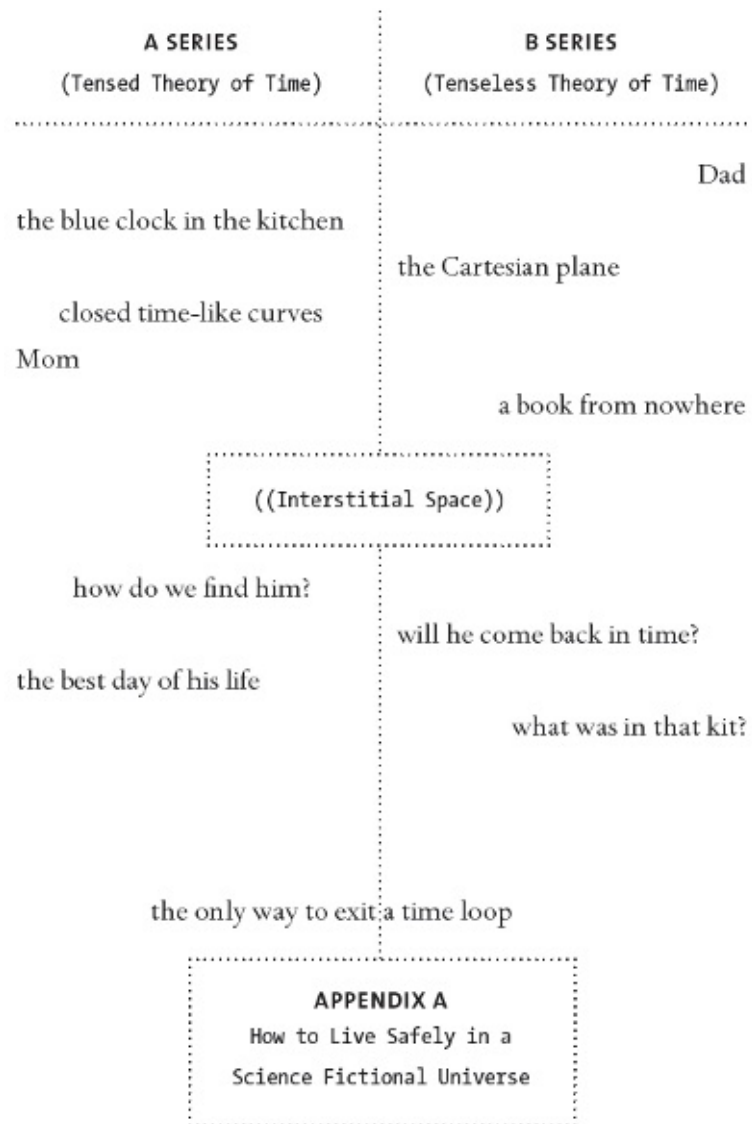 A SERIES
(Tensed Theory of Time)
B SERIES
(Tenseless Theory of Time)
Dad
the blue clock in the kitchen
the Cartesian plane
closed time-like curves
Mom
a book from nowhere
((Interstitial Space))
how do we find him?
will he come back in time?
the best day of his life
what was in that kit?
the only way to exit a time loop
APPENDIX A
How to Live Safely in a
Science Fictional Universe